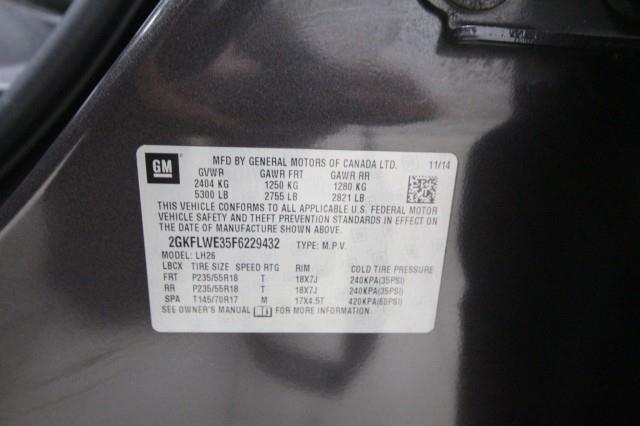 GM
MFD BY GENERAL MOTORS OF CANADA LTD. 11/14
GVWR GAWR FRT GAWR RR
2404 KG 1250 KG 1280 KG
5300 LB 2755 LB 2821 LB
THIS VEHICLE CONFORMS TO ALL APPLICABLE U.S. FEDERAL MOTOR
VEHICLE SAFETY AND THEFT PREVENTION STANDARDS IN EFFECT ON
THE DATE OF MANUFACTURE SHOWN ABOVE.
2GKFLWE35F6229432 TYPE: M.P.V.
MODEL: LH26
LBCX TIRE SIZE SPEED RTG RIM COLD TIRE PRESSURE
FRT P235/55R18 T 18X7J 240KPA(35PSI)
RR P235/55R18 T 18X7J 240KPA(35PSI)
SPA T145/70R17 M 17X4.5T 420KPA(60PSI)
SEE OWNER'S MANUAL FOR MORE INFORMATION.